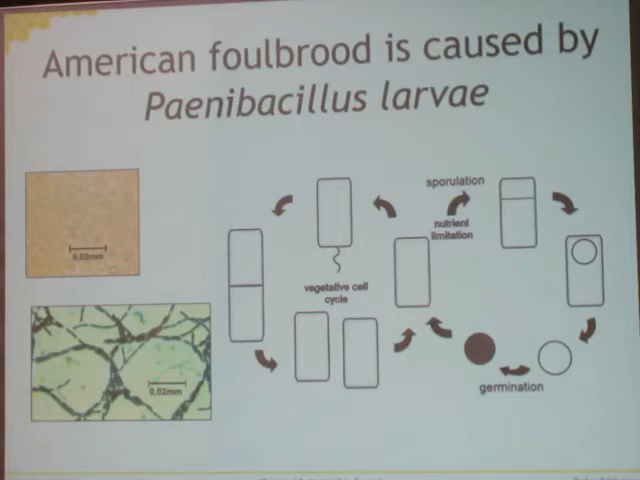 American foulbrood is caused by
Paenibacillus larvae
sporulation
nutrient
limitation
0,02mm
vegetative cell
cycle
0,02mm
germination